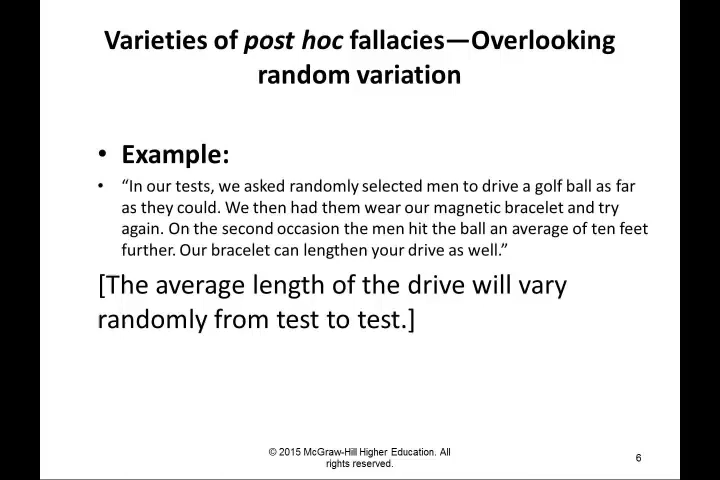 Varieties of post hoc fallacies—Overlooking
random variation
• Example:
• “In our tests, we asked randomly selected men to drive a golf ball as far
as they could. We then had them wear our magnetic bracelet and try
again. On the second occasion the men hit the ball an average of ten feet
further. Our bracelet can lengthen your drive as well.”
[The average length of the drive will vary
randomly from test to test.]
© 2015 McGraw-Hill Higher Education. All
rights reserved.
6